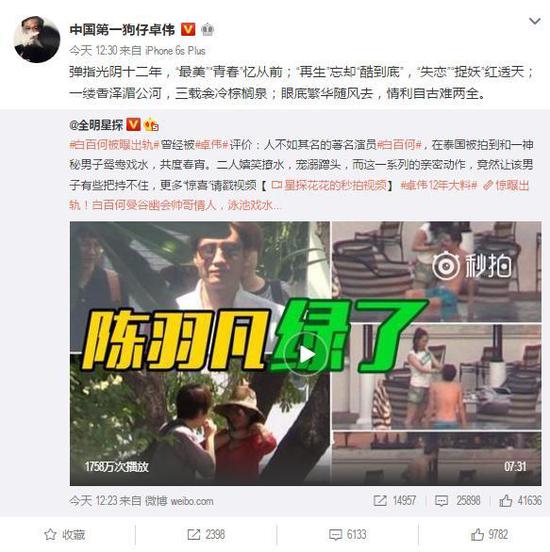 中国第一狗仔卓伟
今天 12:30 来自 iPhone 6s Plus
弹指光阴十二年，“最美”“青春”忆从前；“再生”忘却“酷到底”，“失恋”“捉妖”红透天；
一缕香泽湄公河，三载衾冷棕榈泉；眼底繁华随风去，情利自古难两全。
@全明星探
#白百何被曝出轨#曾经被#卓伟#评价：人不如其名的著名演员#白百何#，在泰国被拍到和一神
秘男子鸳鸯戏水，共度春宵。二人嬉笑撩水，宠溺蹭头，而这一系列的亲密动作，竟然让该男
子有些把持不住，更多“惊喜”请戳视频【星探花花的秒拍视频】#卓伟12年大料# 惊曝出
轨！白百何受谷幽会帅哥情人，泳池戏水...
秒拍
陈羽凡绿了
1758万次播放
07:31
今天 12:23 来自 微博 weibo.com
14957
25898
41636
收藏
2398
6133
9782